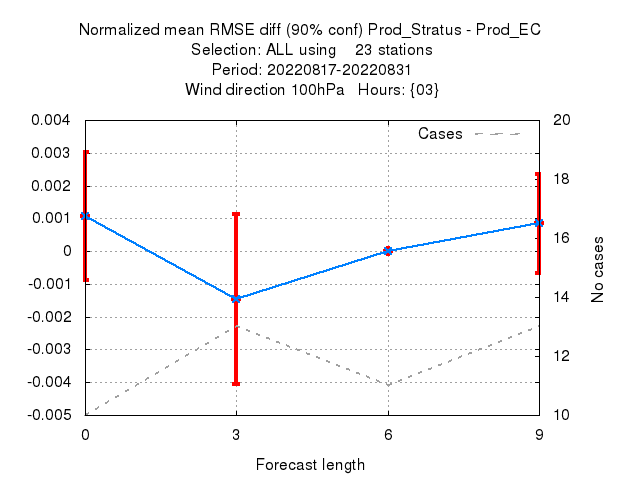 Normalized mean RMSE diff (90% conf) Prod_Stratus - Prod_EC
Selection: ALL using    23 stations
Period: 20220817-20220831
Wind direction 100hPa   Hours: {03}
Cases
0.004
0.003
0.002
0.001
0
-0.001
-0.002
-0.003
-0.004
-0.005
20
18
16
14
12
10
No cases
0
3
6
9
Forecast length